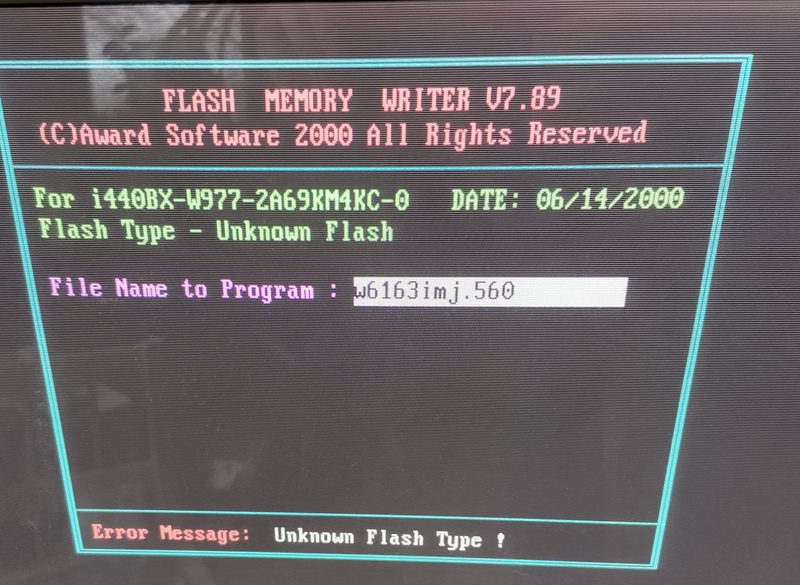 FLASH MEMORY WRITER V7.89
(C)Award Software 2000 All Rights Reserved
For i440BX-W977-2A69KM4KC-0 DATE: 06/14/2000
Flash Type - Unknown Flash
File Name to Program : w6163imj.560
Error Message: Unknown Flash Type !